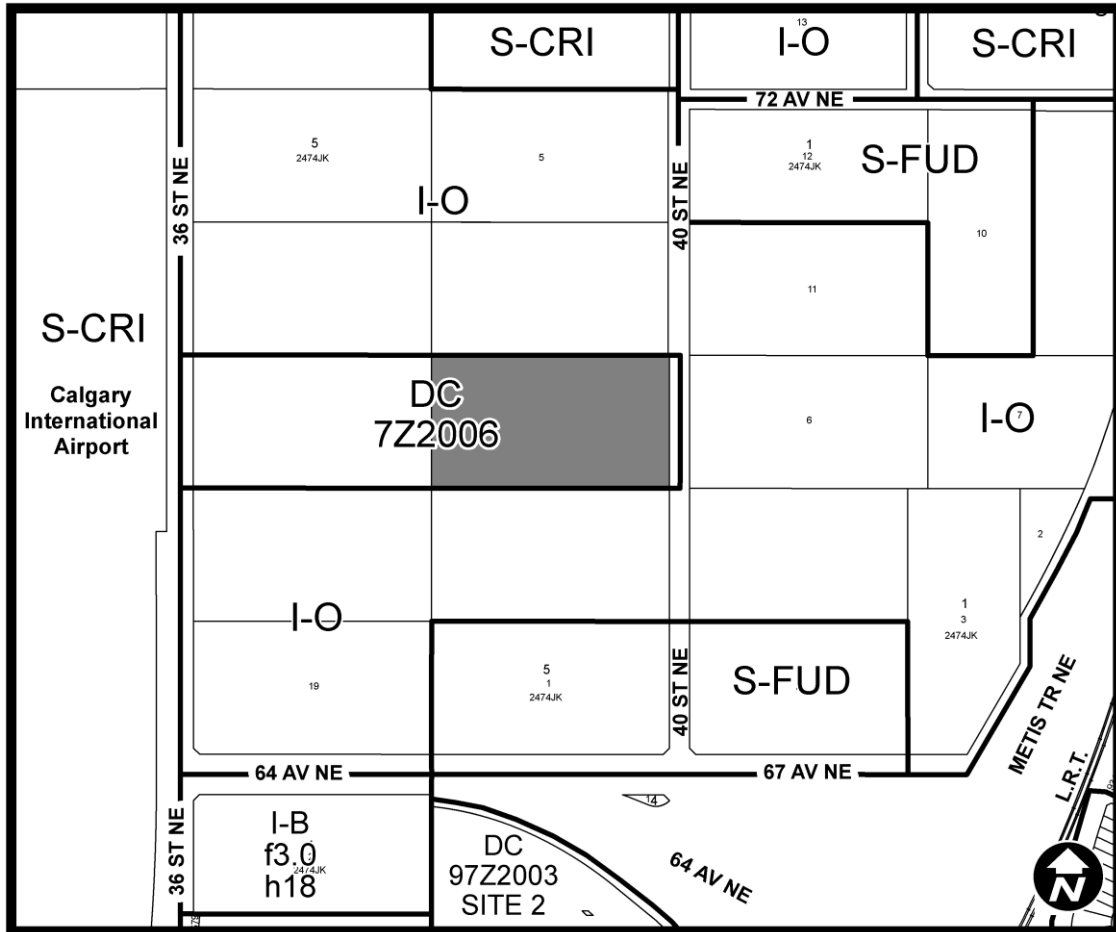 S-CRI
13
I-O
S-CRI
72 AV NE
36 ST NE
5
2474JK
5
I-O
40 ST NE
1
12
2474JK
S-FUD
10
11
S-CRI
Calgary
International
Airport
DC
7Z2006
6
I-O
7
2
I-O
19
5
1
2474JK
40 ST NE
S-FUD
1
3
2474JK
METIS TR NE
L.R.T.
64 AV NE
67 AV NE
36 ST NE
I-B
f3.0
2474JK
h18
14
DC
97Z2003
SITE 2
64 AV NE
N